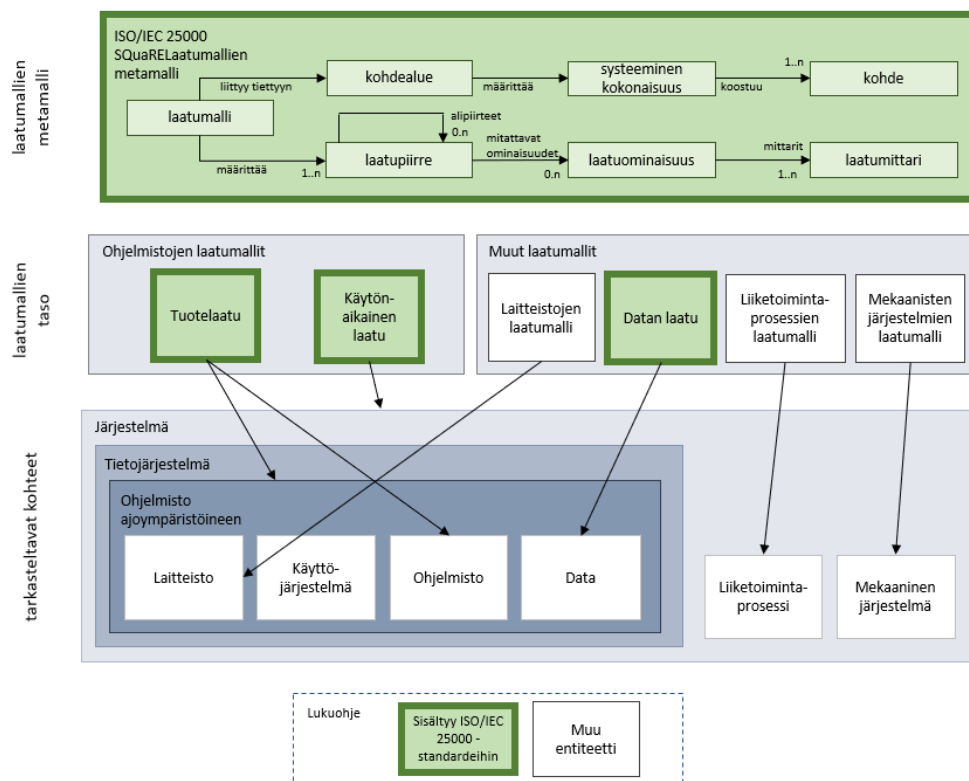 laatumallien
metamalli
ISO/IEC 25000
SQuaRELaatumallien
metamalli
laatumalli
liittyy tiettyyn
kohdealue
määrittää
systeeminen
kokonaisuus
koostuu
1..n
kohde
määrittää
1..n
alipiirteet
0.n
laatupiirre
mitattavat
ominaisuudet
0.n
laatuominaisuus
mittarit
1..n
laatumittari
laatumallien
taso
Ohjelmistojen laatumallit
Tuotelaatu
Käytön-
aikainen
laatu
Muut laatumallit
Laitteistojen
laatumalli
Datan laatu
Liiketoiminta-
prosessien
laatumalli
Mekaanisten
järjestelmien
laatumalli
tarkasteltavat kohteet
Järjestelmä
Tietojärjestelmä
Ohjelmisto
ajoympäristöineen
Laitteisto
Käyttö-
järjestelmä
Ohjelmisto
Data
Liiketoiminta-
prosessi
Mekaaninen
järjestelmä
Lukuohje
Sisältyy ISO/IEC
25000 -
standardeihin
Muu
entiteetti